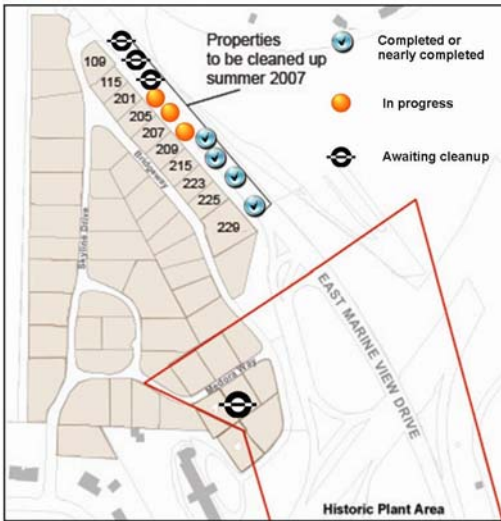 Properties
to be cleaned up
summer 2007
Completed or
nearly completed
In progress
Awaiting cleanup
109
115
201
205
207
209
215
223
225
229
Bridgeway
Skyline Drive
EAST MARINE VIEW DRIVE
Medora Way
Historic Plant Area